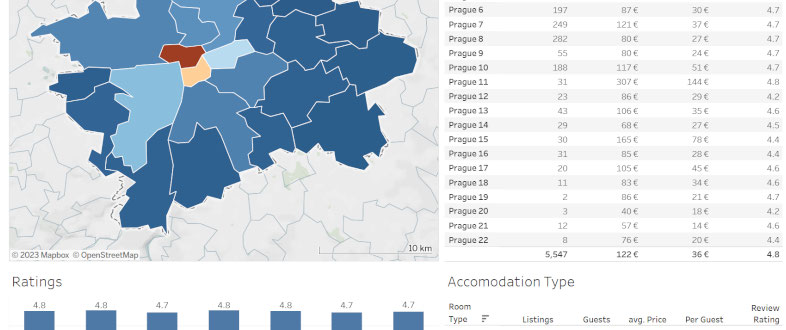 Prague 6 197 87 € 30 € 4.7
Prague 7 249 121 € 37 € 4.7
Prague 8 282 80 € 27 € 4.7
Prague 9 55 80 € 24 € 4.7
Prague 10 188 117 € 51 € 4.7
Prague 11 31 307 € 144 € 4.8
Prague 12 23 86 € 29 € 4.2
Prague 13 43 106 € 35 € 4.6
Prague 14 29 68 € 27 € 4.5
Prague 15 30 165 € 78 € 4.4
Prague 16 31 85 € 28 € 4.4
Prague 17 20 105 € 45 € 4.6
Prague 18 11 83 € 34 € 4.6
Prague 19 2 86 € 21 € 4.7
Prague 20 3 40 € 18 € 4.2
Prague 21 12 57 € 14 € 4.6
Prague 22 8 76 € 20 € 4.4
5,547 122 € 36 € 4.8
10 km
© 2023 Mapbox © OpenStreetMap
Ratings
4.8 4.8 4.7 4.8 4.8 4.7 4.7
Accomodation Type
Room Type Listings Guests avg. Price Per Guest Review Rating